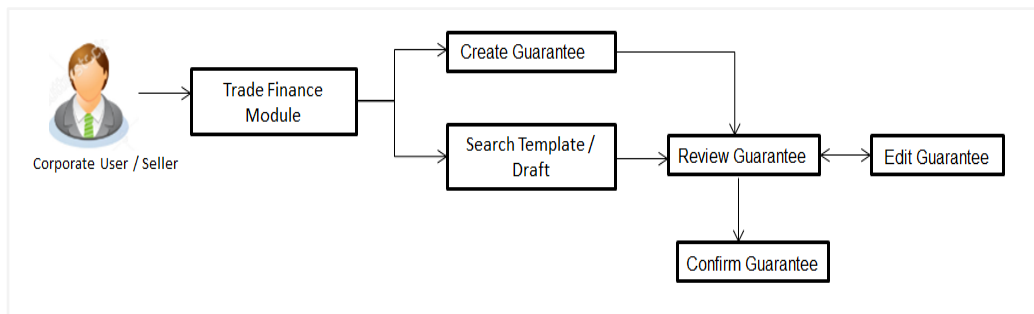 Create Guarantee
Trade Finance
Module
Search Template /
Draft
Review Guarantee
Edit Guarantee
Corporate User / Seller
Confirm Guarantee